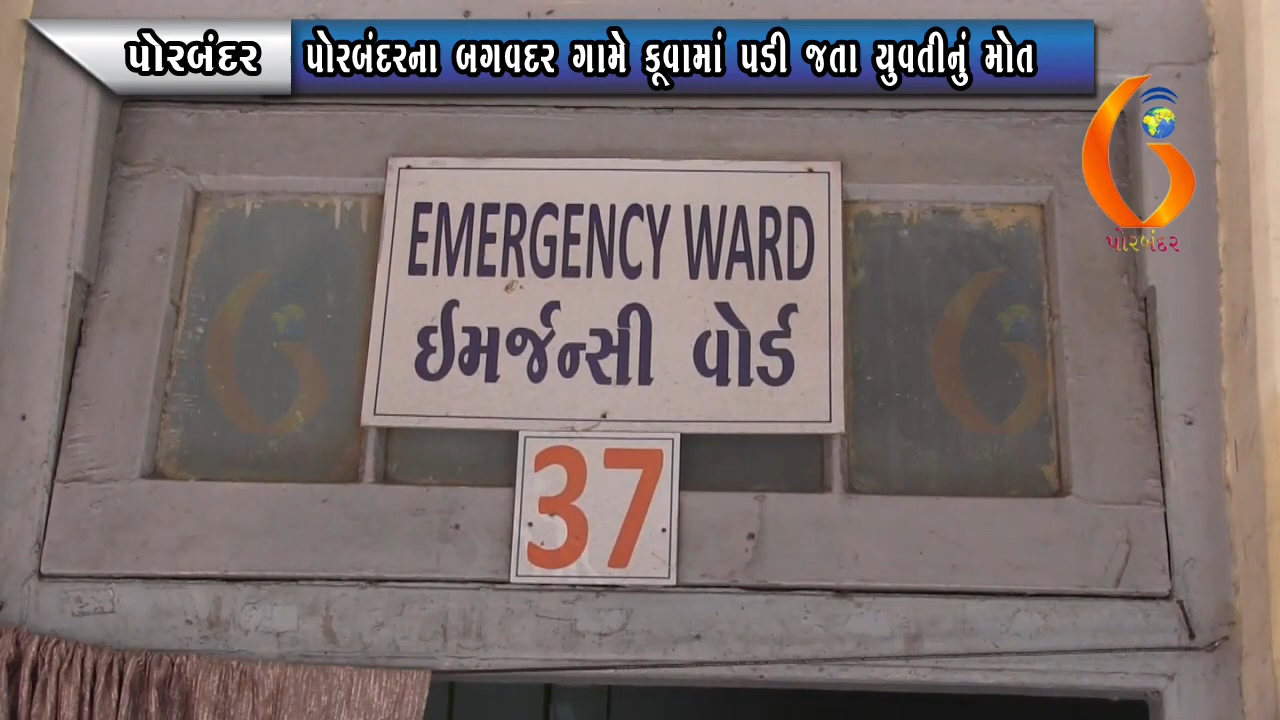 પોરબંદર
પોરબંદરના બગવદર ગામે કૂવામાં પડી જતા યુવતીનું મોત
પોરબંદર
EMERGENCY WARD
ઈમર્જન્સી વોર્ડ
37